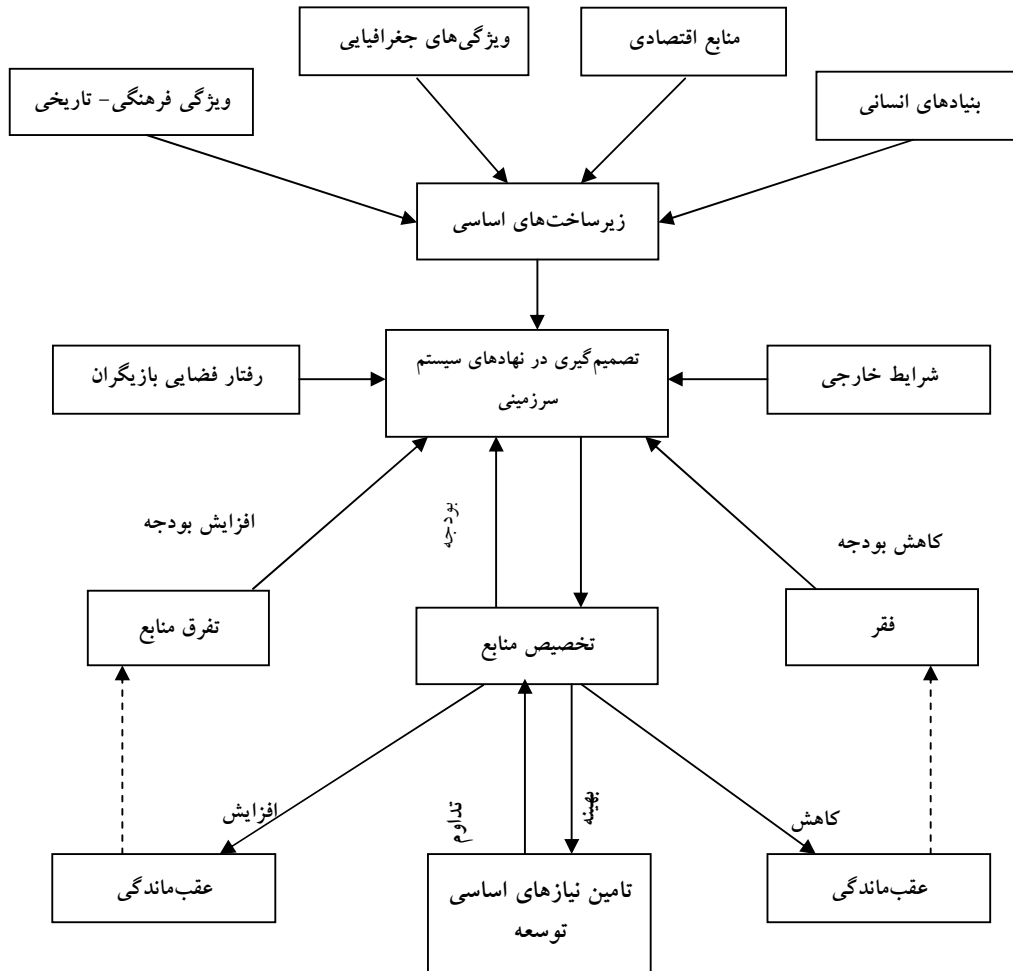 ویژگی‌های جغرافیایی
منابع اقتصادی
ویژگی فرهنگی- تاریخی
بنیادهای انسانی
زیرساخت‌های اساسی
تصمیم‌گیری در نهادهای سیستم
سرزمینی
رفتار فضایی بازیگران
شرایط خارجی
افزایش بودجه
بودجه
کاهش بودجه
تفرق منابع
تخصیص منابع
فقر
افزایش
تداوم
بهینه
کاهش
عقب‌ماندگی
تامین نیازهای اساسی
توسعه
عقب‌ماندگی